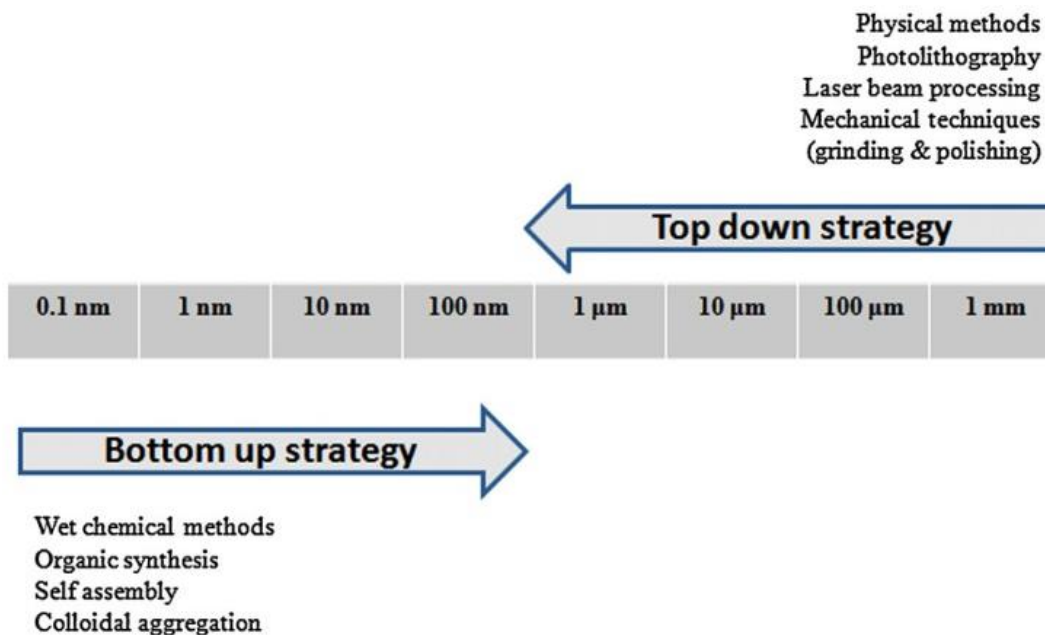 Physical methods
Photolithography
Laser beam processing
Mechanical techniques
(grinding & polishing)
Top down strategy
0.1 nm 1 nm 10 nm 100 nm 1 µm 10 µm 100 µm 1 mm
Bottom up strategy
Wet chemical methods
Organic synthesis
Self assembly
Colloidal aggregation